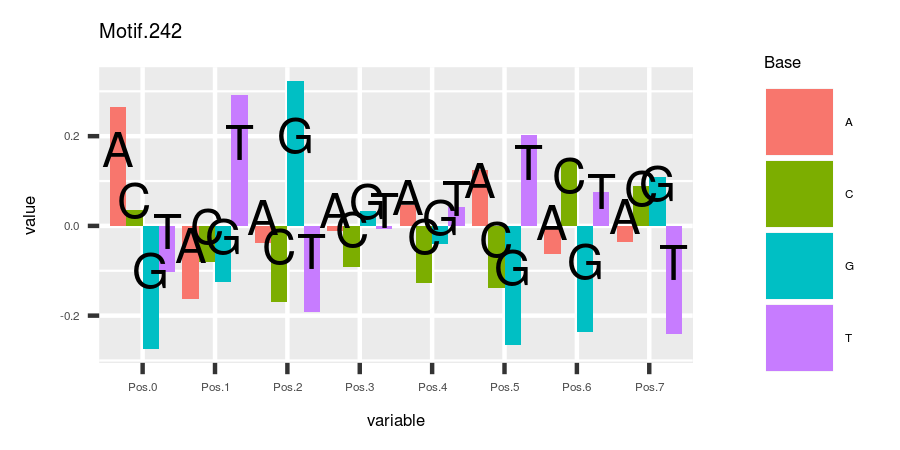 Motif.242
value
0.2
0.0
-0.2
A C G T A C G T A C G T A C G T A C G T A C G T A C G T A C G T
Pos.0 Pos.1 Pos.2 Pos.3 Pos.4 Pos.5 Pos.6 Pos.7
variable
Base
A
C
G
T